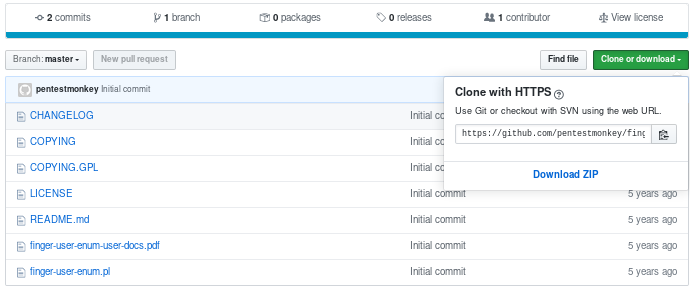 2 commits 1 branch 0 packages 0 releases 1 contributor View license
Branch: master New pull request Find file Clone or download
pentestmonkey Initial commit
Clone with HTTPS
Use Git or checkout with SVN using the web URL.
https://github.com/pentestmonkey/fing
Download ZIP
CHANGELOG Initial co
COPYING Initial co
COPYING.GPL Initial co
LICENSE Initial commit 5 years ago
README.md Initial commit 5 years ago
finger-user-enum-user-docs.pdf Initial commit 5 years ago
finger-user-enum.pl Initial commit 5 years ago